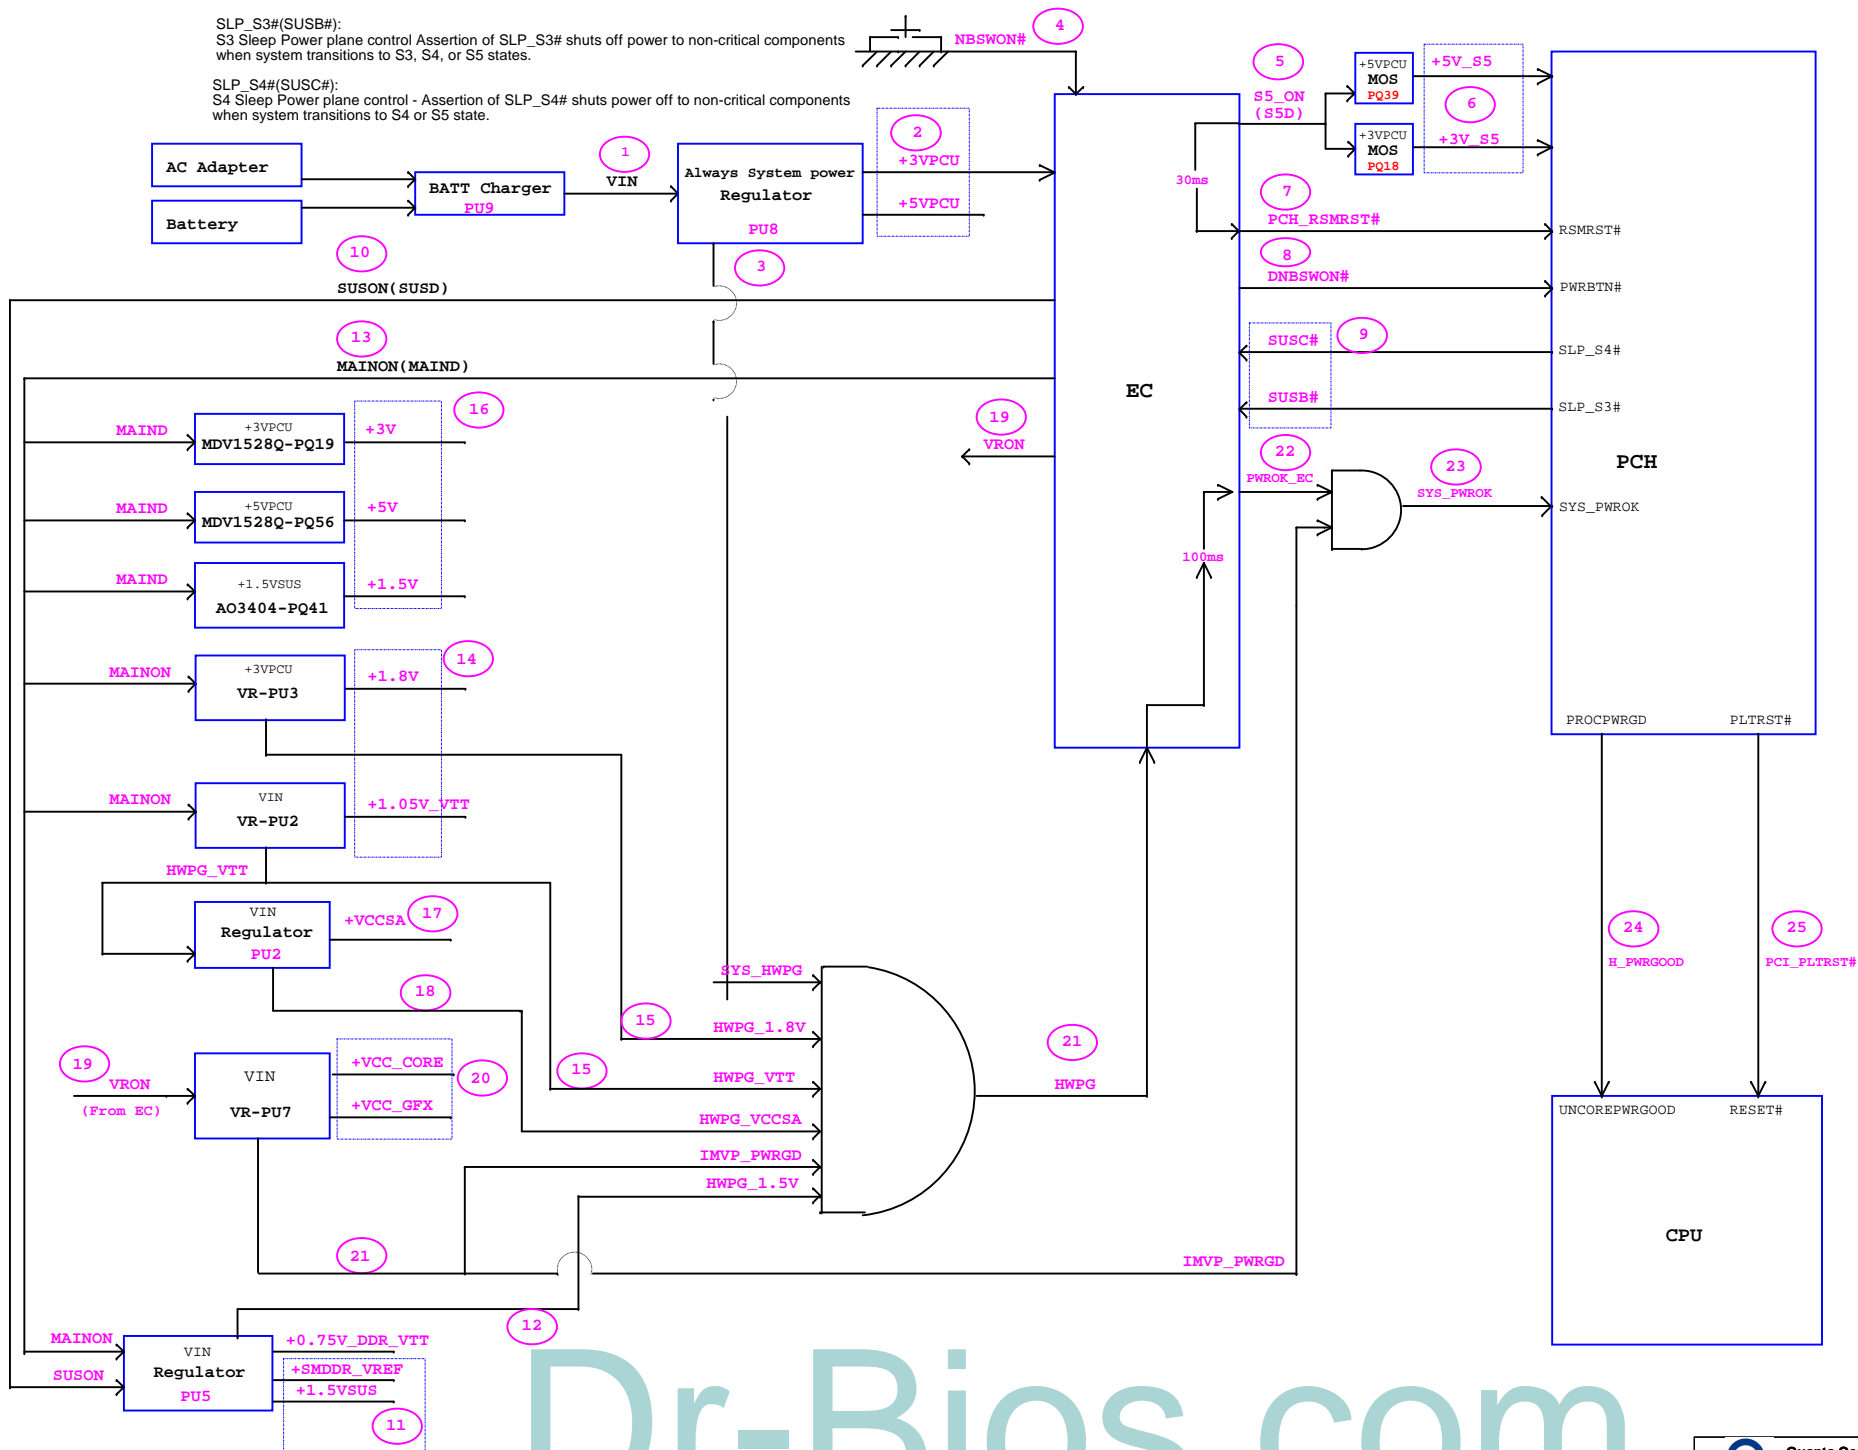 SLP_S3#(SUSB#):
S3 Sleep Power plane control Assertion of SLP_S3# shuts off power to non-critical components
when system transitions to S3, S4, or S5 states.
SLP_S4#(SUSC#):
S4 Sleep Power plane control - Assertion of SLP_S4# shuts power off to non-critical components
when system transitions to S4 or S5 state.
NBSWON#
4
5
S5_ON
(S5D)
+5VPCU
MOS
PQ39
+5V_S5
6
+3VPCU
MOS
PQ18
+3V_S5
AC Adapter
Battery
BATT Charger
PU9
1
VIN
Always System power
Regulator
PU8
2
+3VPCU
+5VPCU
3
30ms
7
PCH_RSMRST#
RSMRST#
8
DNBSWON#
PWRBTN#
10
SUSON(SUSD)
13
MAINON(MAIND)
EC
SUSC#
9
SLP_S4#
SUSB#
SLP_S3#
PCH
19
VRON
22
PWROK_EC
23
SYS_PWROK
SYS_PWROK
100ms
16
MAIND
+3VPCU
MDV1528Q-PQ19
+3V
MAIND
+5VPCU
MDV1528Q-PQ56
+5V
MAIND
+1.5VSUS
AO3404-PQ41
+1.5V
14
MAINON
+3VPCU
VR-PU3
+1.8V
MAINON
VIN
VR-PU2
+1.05V_VTT
PROCPWRGD
PLTRST#
HWPG_VTT
VIN
Regulator
PU2
+VCCSA
17
18
24
H_PWRGOOD
25
PCI_PLTRST#
SYS_HWPG
15
HWPG_1.8V
15
HWPG_VTT
HWPG_VCCSA
IMVP_PWRGD
HWPG_1.5V
21
HWPG
19
VRON
(From EC)
VIN
VR-PU7
+VCC_CORE
20
+VCC_GFX
UNCOREPWRGOOD
RESET#
CPU
21
IMVP_PWRGD
12
MAINON
SUSON
VIN
Regulator
PU5
+0.75V_DDR_VTT
+SMDDR_VREF
+1.5VSUS
11
Dr-Bios.com